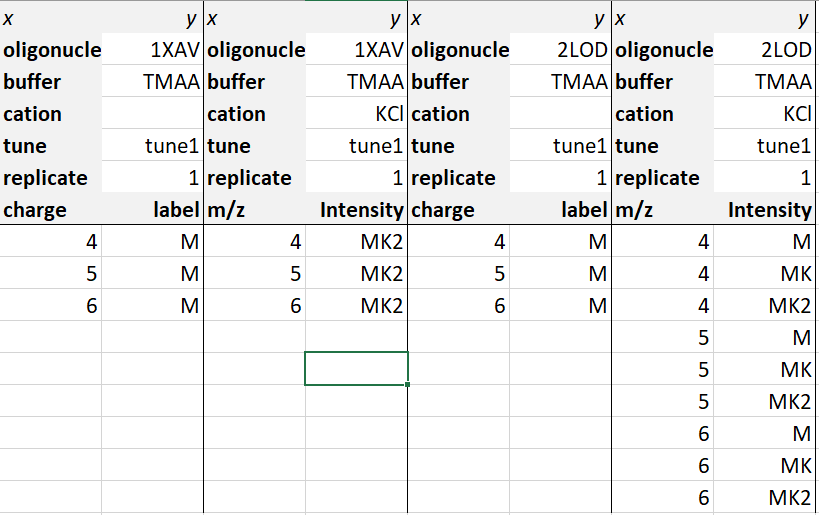 x y x y x y x y
oligonucle 1XAV oligonucle 1XAV oligonucle 2LOD oligonucle 2LOD
buffer TMAA buffer TMAA buffer TMAA buffer TMAA
cation cation KCl cation cation KCl
tune tune1 tune tune1 tune tune1 tune tune1
replicate 1 replicate 1 replicate 1 replicate 1
charge label m/z Intensity charge label m/z Intensity
4 M 4 MK2 4 M 4 M
5 M 5 MK2 5 M 4 MK
6 M 6 MK2 6 M 4 MK2
5 M
5 MK
5 MK2
6 M
6 MK
6 MK2